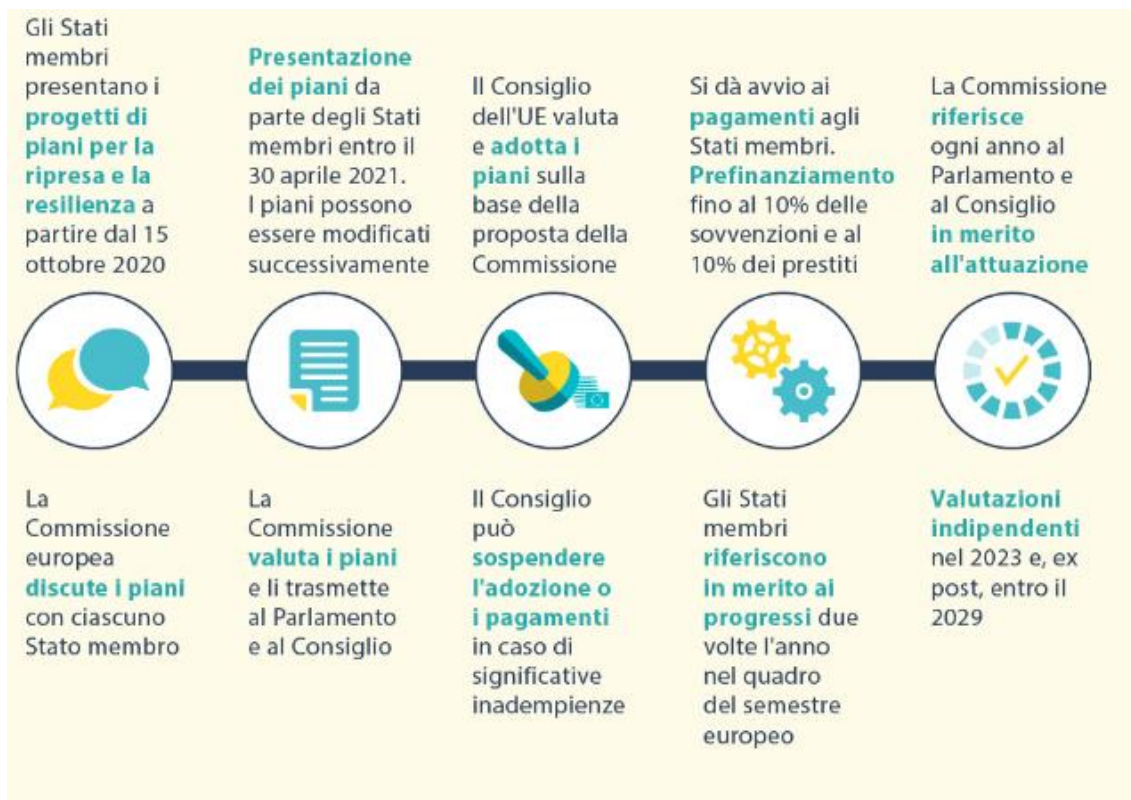 Gli Stati
membri
presentano i
progetti di
piani per la
ripresa e la
resilienza a
partire dal 15
ottobre 2020
Presentazione
dei piani da
parte degli Stati
membri entro il
30 aprile 2021.
I piani possono
essere modificati
successivamente
Il Consiglio
dell'UE valuta
e adotta i
piani sulla
base della
proposta della
Commissione
Si dà avvio ai
pagamenti agli
Stati membri.
Prefinanziamento
fino al 10% delle
sovvenzioni e al
10% dei prestiti
La Commissione
riferisce
ogni anno al
Parlamento e
al Consiglio
in merito
all'attuazione
La
Commissione
europea
discute i piani
con ciascuno
Stato membro
La
Commissione
valuta i piani
e li trasmette
al Parlamento
e al Consiglio
Il Consiglio
può
sospendere
l'adozione o
i pagamenti
in caso di
significative
inadempienze
Gli Stati
membri
riferiscono
in merito ai
progressi due
volte l'anno
nel quadro
del semestre
europeo
Valutazioni
indipendenti
nel 2023 e, ex
post, entro il
2029